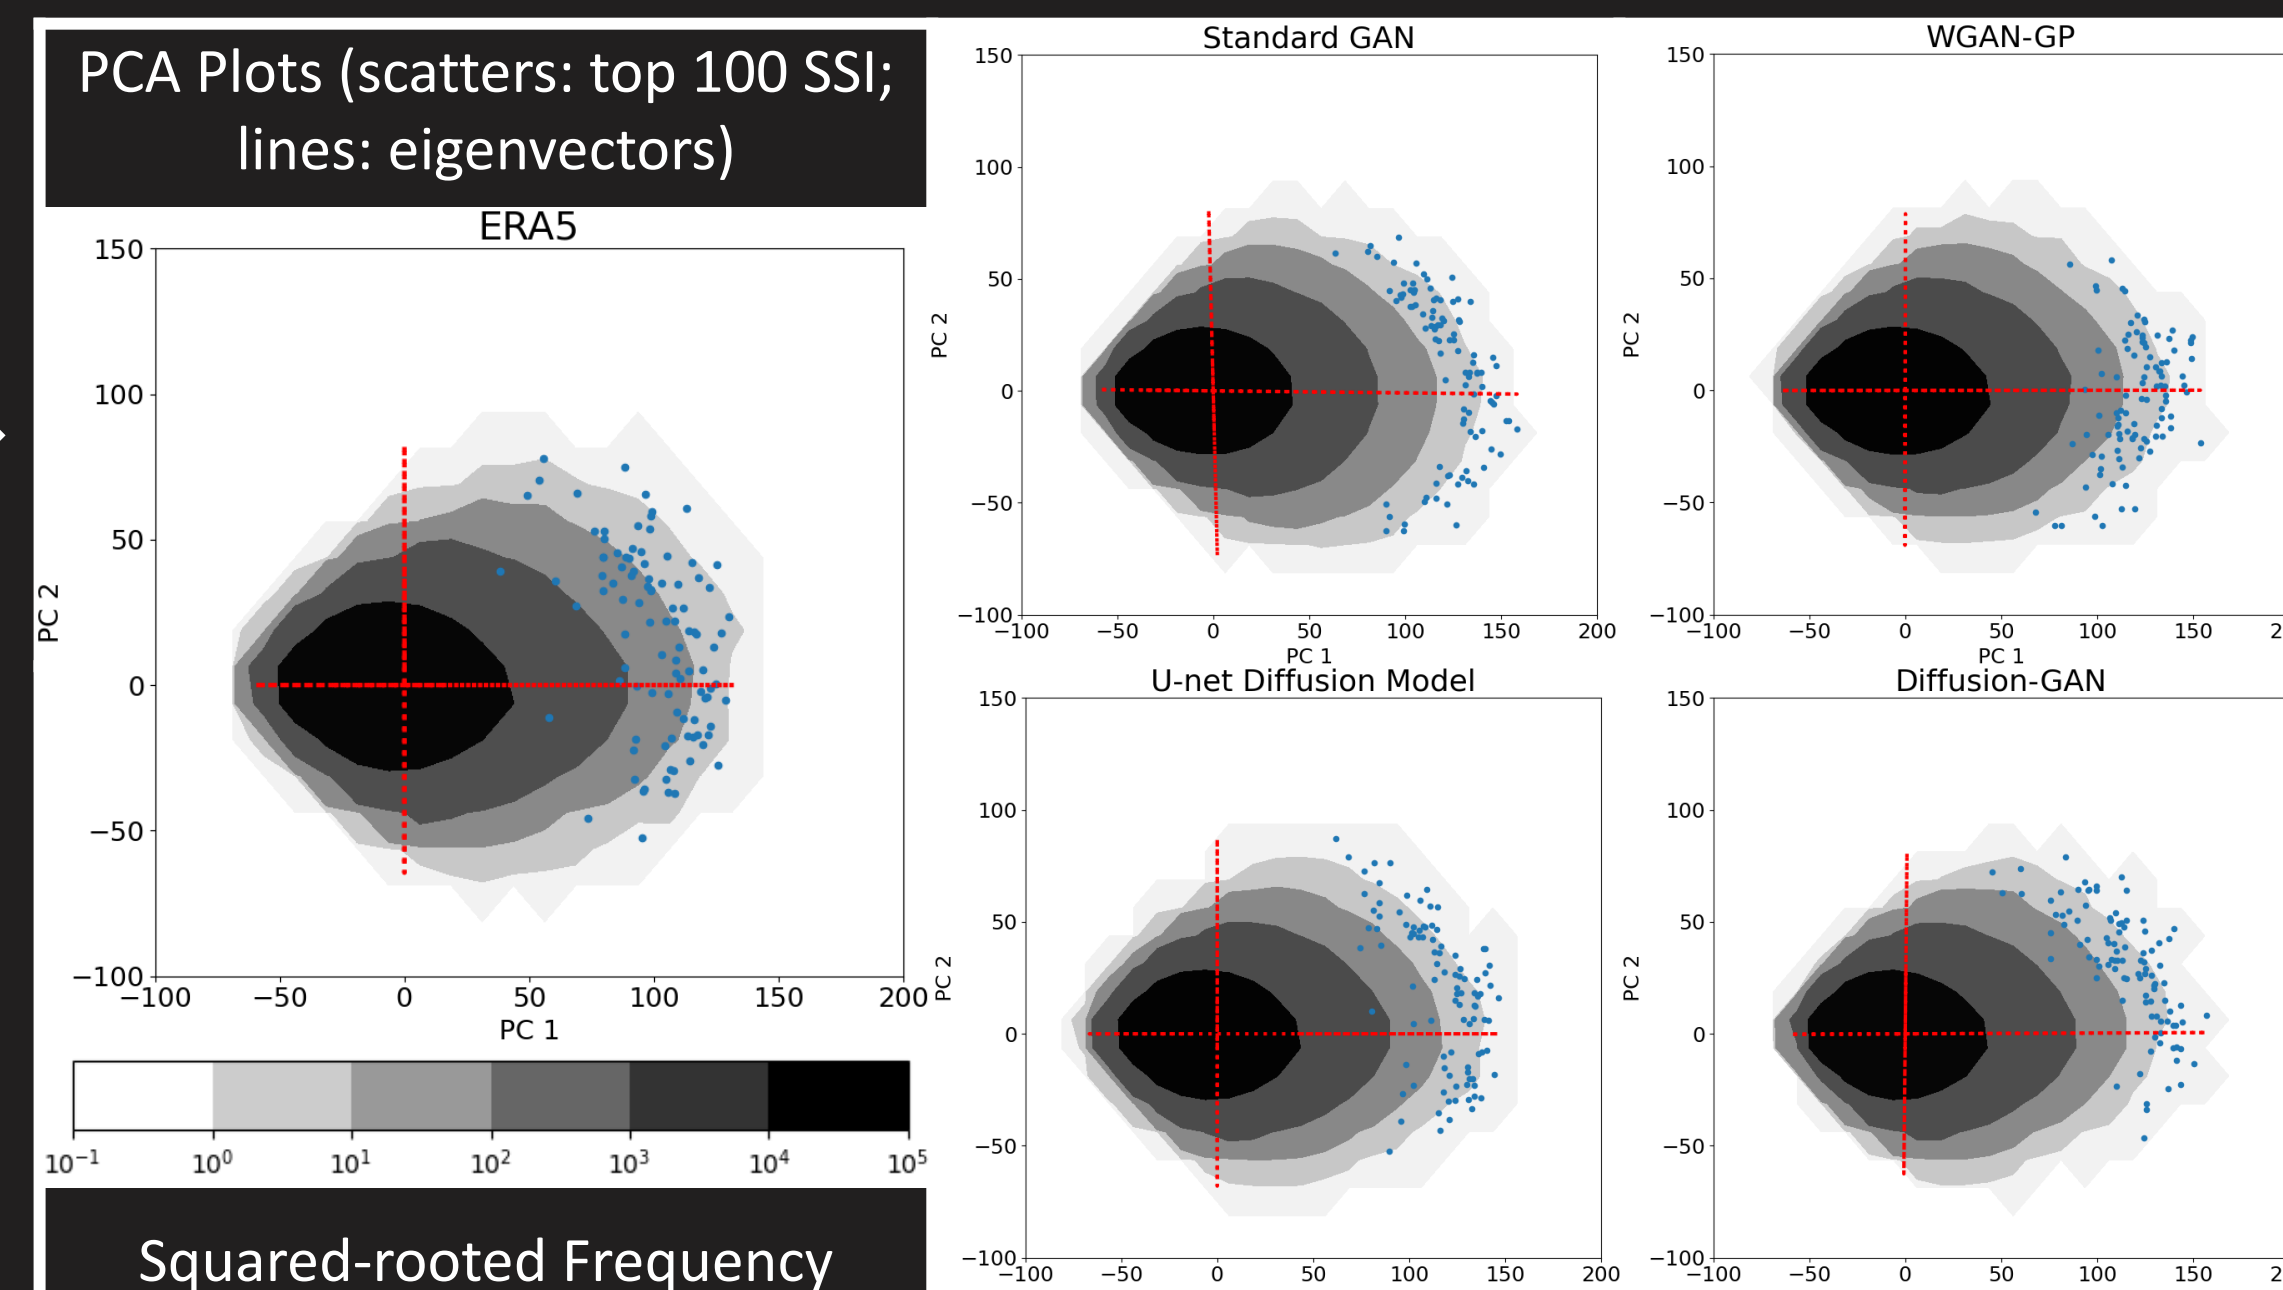 PCA Plots (scatters: top 100 SSI;
lines: eigenvectors)
ERA5
150
100
50
0
−50
−100
PC 2
−100 −50 0 50 100 150 200
PC 1
10⁻¹ 10⁰ 10¹ 10² 10³ 10⁴ 10⁵
Squared-rooted Frequency
Standard GAN
150
100
50
0
−50
−100
PC 2
−100 −50 0 50 100 150 200
PC 1
WGAN-GP
150
100
50
0
−50
−100
PC 2
−100 −50 0 50 100 150
PC 1
U-net Diffusion Model
150
100
50
0
−50
−100
PC 2
−100 −50 0 50 100 150 200
Diffusion-GAN
150
100
50
0
−50
−100
PC 2
−100 −50 0 50 100 150